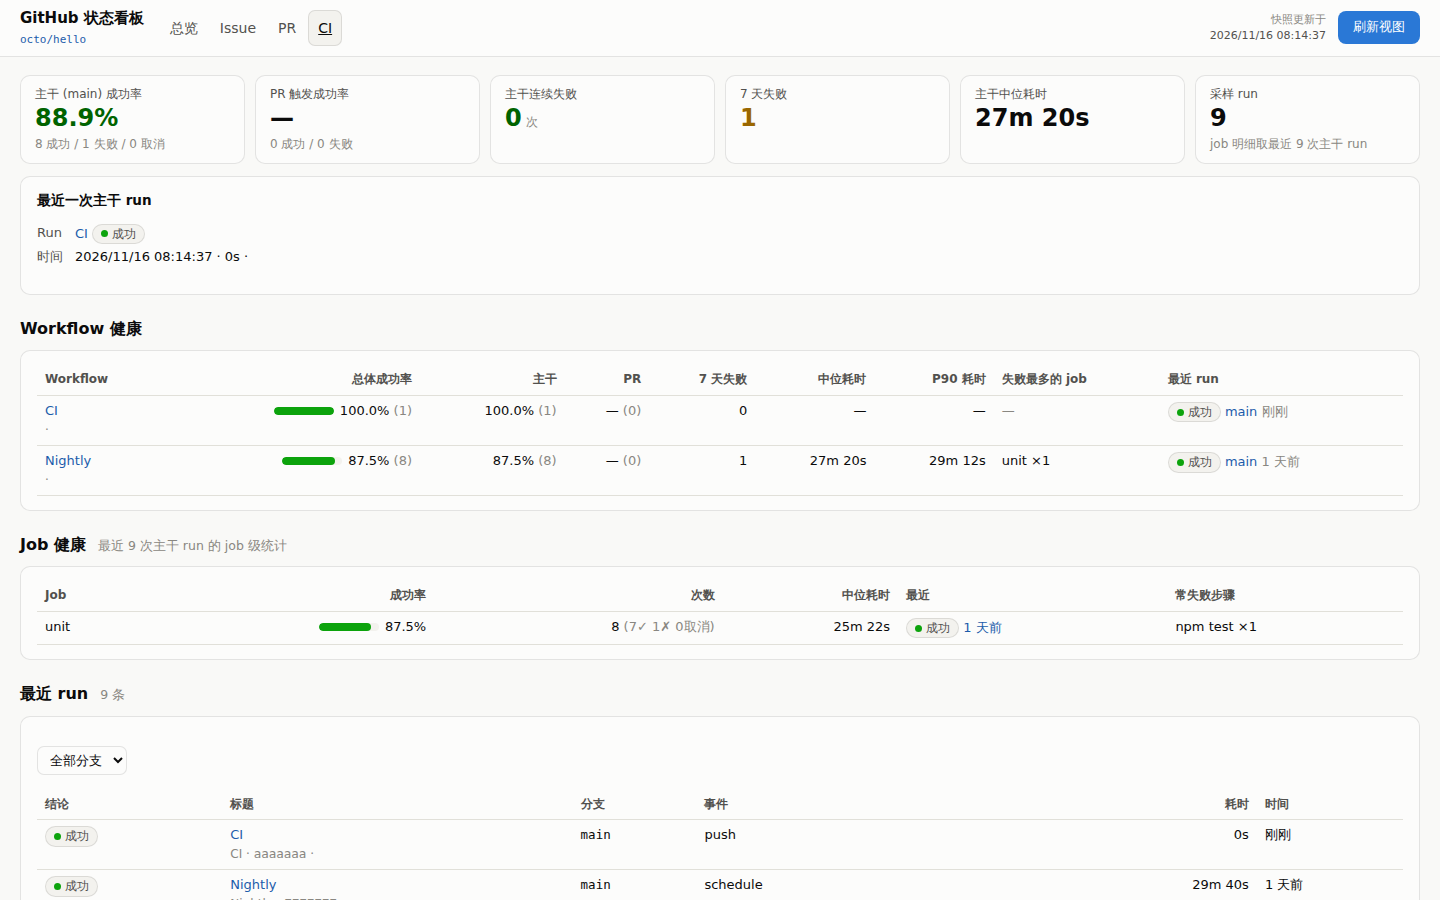 GitHub 状态看板
octo/hello
总览 Issue PR CI
快照更新于
2026/11/16 08:14:37
刷新视图
主干 (main) 成功率
88.9%
8 成功 / 1 失败 / 0 取消
PR 触发成功率
—
0 成功 / 0 失败
主干连续失败
0 次
7 天失败
1
主干中位耗时
27m 20s
采样 run
9
job 明细取最近 9 次主干 run
最近一次主干 run
Run CI 成功
时间 2026/11/16 08:14:37 · 0s ·
Workflow 健康
Workflow 总体成功率 主干 PR 7 天失败 中位耗时 P90 耗时 失败最多的 job 最近 run
CI 100.0% (1) 100.0% (1) — (0) 0 — — — 成功 main 刚刚
·
Nightly 87.5% (8) 87.5% (8) — (0) 1 27m 20s 29m 12s unit ×1 成功 main 1 天前
·
Job 健康 最近 9 次主干 run 的 job 级统计
Job 成功率 次数 中位耗时 最近 常失败步骤
unit 87.5% 8 (7✓ 1✗ 0取消) 25m 22s 成功 1 天前 npm test ×1
最近 run 9 条
全部分支
结论 标题 分支 事件 耗时 时间
成功 CI main push 0s 刚刚
CI · aaaaaaa ·
成功 Nightly main schedule 29m 40s 1 天前